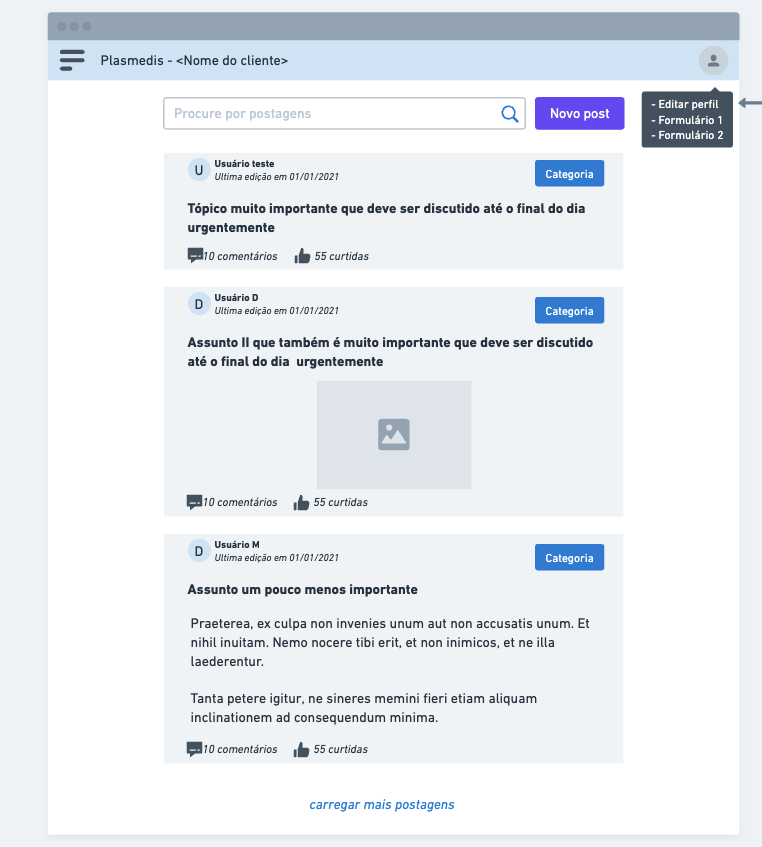 Plasmedis - <Nome do cliente>
Procure por postagens
Novo post
- Editar perfil
- Formulário 1
- Formulário 2
U
Usuário teste
Ultima edição em 01/01/2021
Categoria
Tópico muito importante que deve ser discutido até o final do dia
urgentemente
10 comentários
55 curtidas
D
Usuário D
Ultima edição em 01/01/2021
Categoria
Assunto II que também é muito importante que deve ser discutido
até o final do dia urgentemente
10 comentários
55 curtidas
D
Usuário M
Ultima edição em 01/01/2021
Categoria
Assunto um pouco menos importante
Praeterea, ex culpa non invenies unum aut non accusatis unum. Et
nihil inuitam. Nemo nocere tibi erit, et non inimicos, et ne illa
laederentur.
Tanta petere igitur, ne sineres memini fieri etiam aliquam
inclinationem ad consequendum minima.
10 comentários
55 curtidas
carregar mais postagens